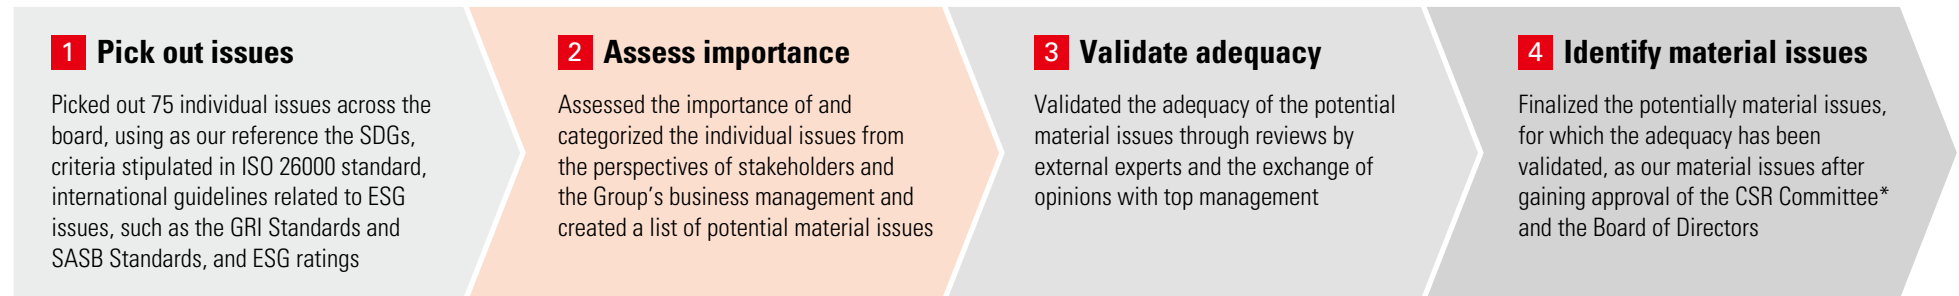 1 Pick out issues
Picked out 75 individual issues across the
board, using as our reference the SDGs,
criteria stipulated in ISO 26000 standard,
international guidelines related to ESG
issues, such as the GRI Standards and
SASB Standards, and ESG ratings
2 Assess importance
Assessed the importance of and
categorized the individual issues from
the perspectives of stakeholders and
the Group's business management and
created a list of potential material issues
3 Validate adequacy
Validated the adequacy of the potential
material issues through reviews by
external experts and the exchange of
opinions with top management
4 Identify material issues
Finalized the potentially material issues,
for which the adequacy has been
validated, as our material issues after
gaining approval of the CSR Committee*
and the Board of Directors